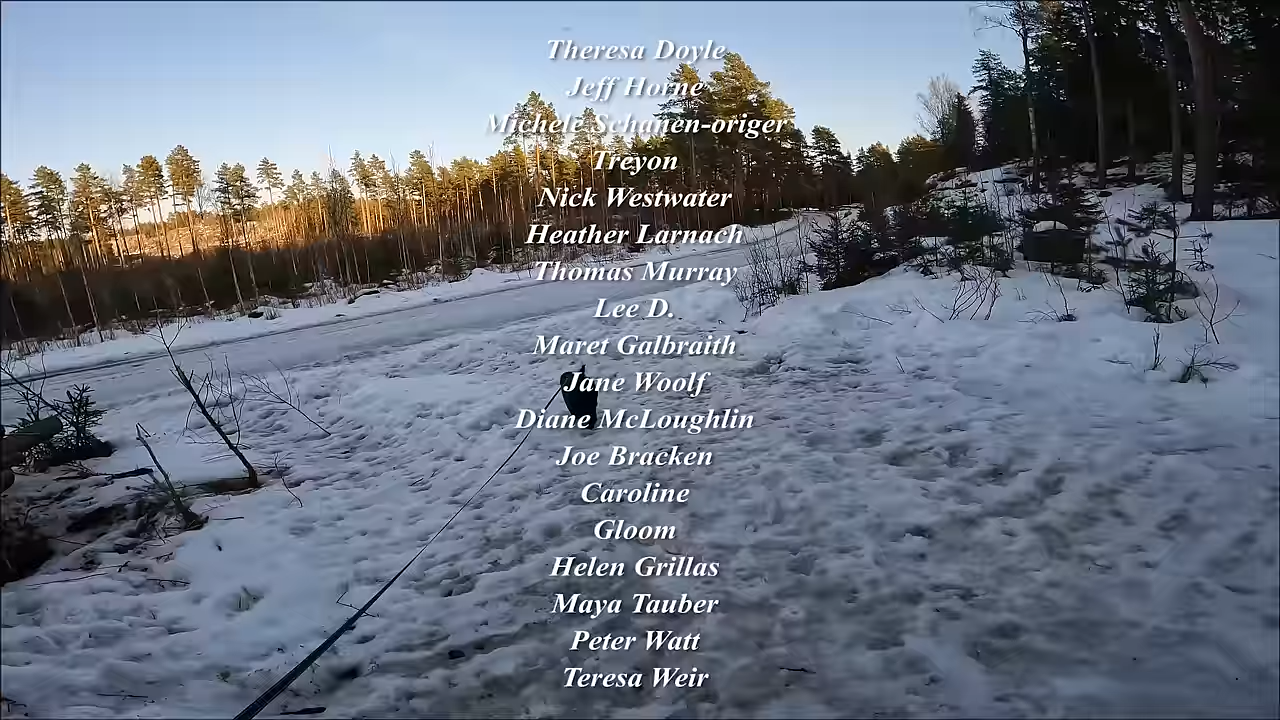 Theresa Doyle
Jeff Horne
Michele Schanen-origer
Treyon
Nick Westwater
Heather Larnach
Thomas Murray
Lee D.
Maret Galbraith
Jane Woolf
Diane McLoughlin
Joe Bracken
Caroline
Gloom
Helen Grillas
Maya Tauber
Peter Watt
Teresa Weir